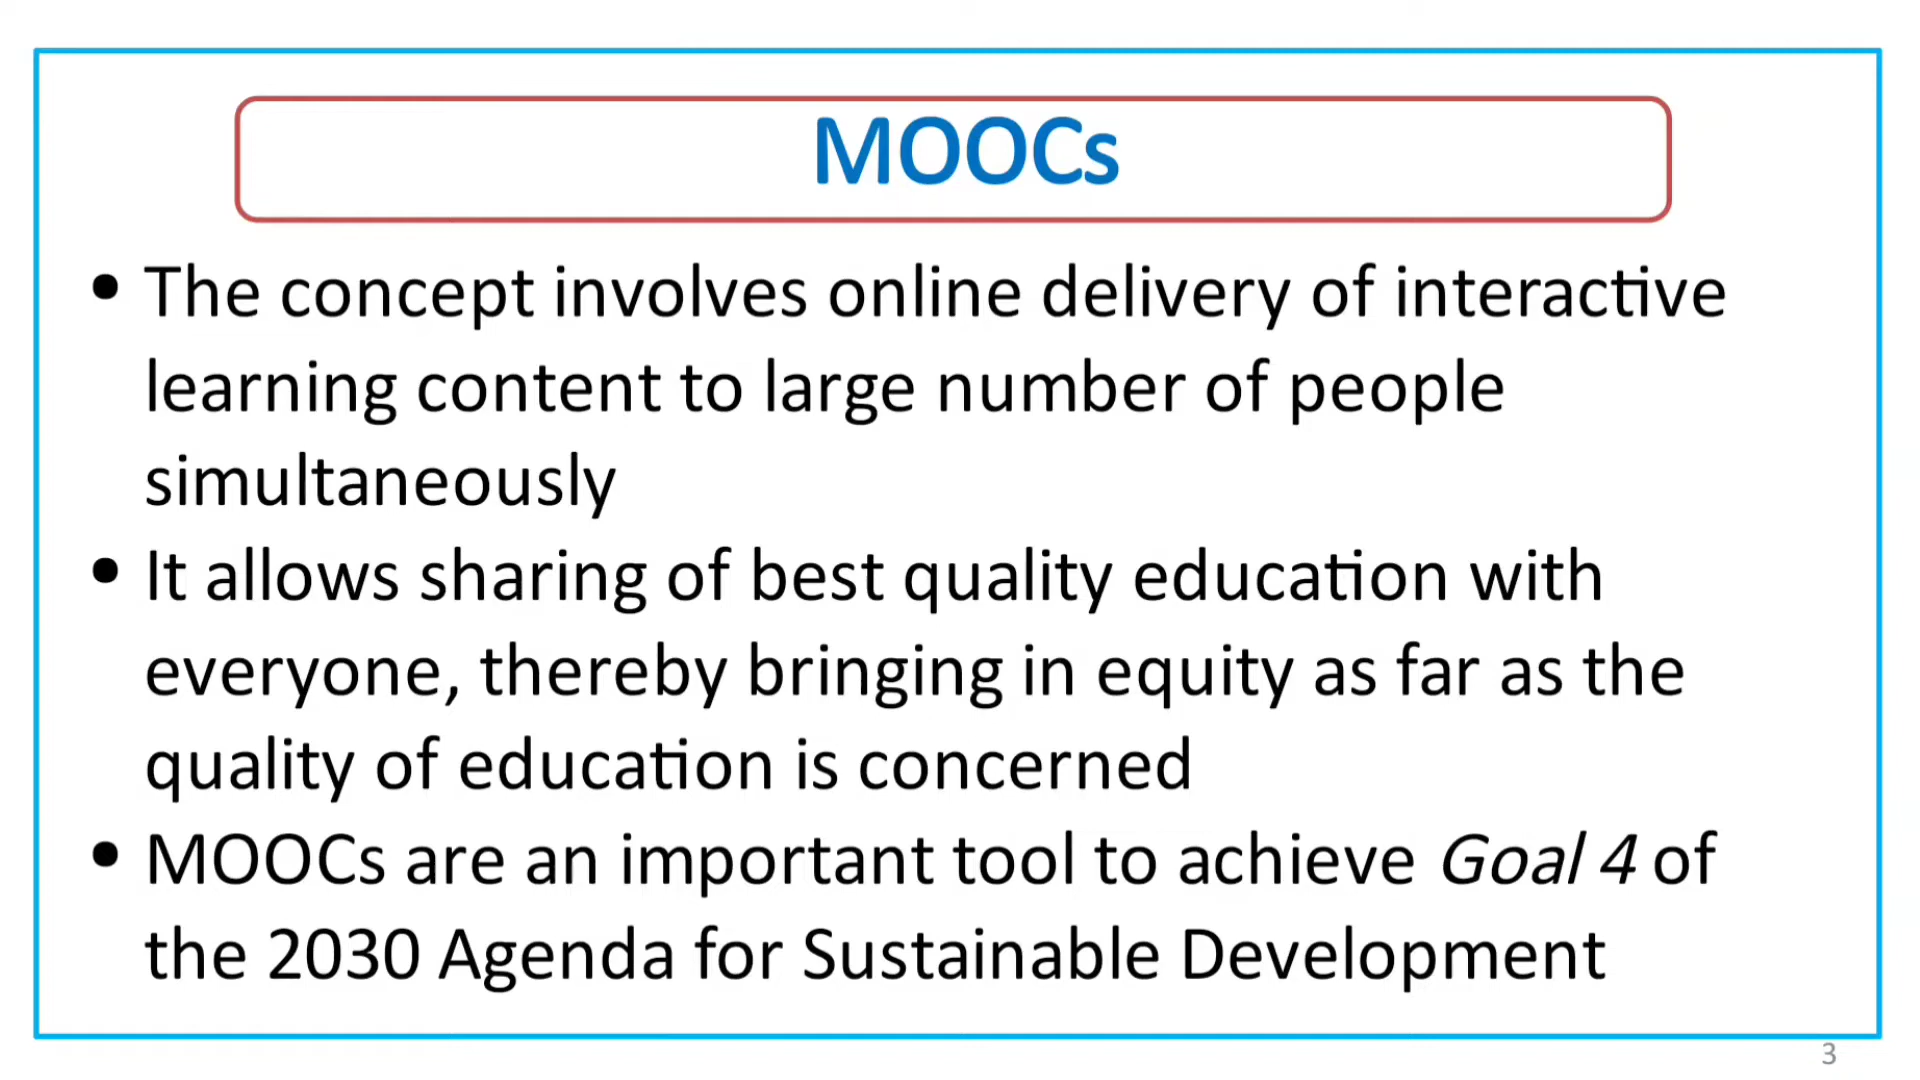 MOOCs
• The concept involves online delivery of interactive
learning content to large number of people
simultaneously
• It allows sharing of best quality education with
everyone, thereby bringing in equity as far as the
quality of education is concerned
• MOOCs are an important tool to achieve Goal 4 of
the 2030 Agenda for Sustainable Development
3